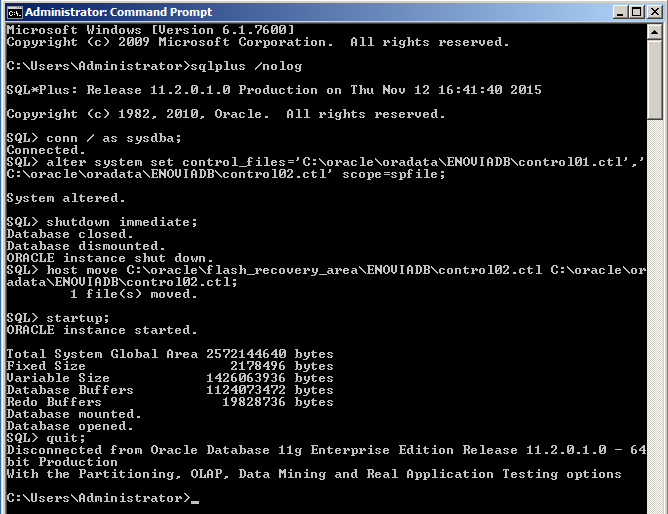 Administrator: Command Prompt
Microsoft Windows [Version 6.1.7600]
Copyright (c) 2009 Microsoft Corporation.  All rights reserved.
C:\Users\Administrator>sqlplus /nolog
SQL*Plus: Release 11.2.0.1.0 Production on Thu Nov 12 16:41:40 2015
Copyright (c) 1982, 2010, Oracle.  All rights reserved.
SQL> conn / as sysdba;
Connected.
SQL> alter system set control_files='C:\oracle\oradata\ENOVIADB\control01.ctl','
C:\oracle\oradata\ENOVIADB\control02.ctl' scope=spfile;
System altered.
SQL> shutdown immediate;
Database closed.
Database dismounted.
ORACLE instance shut down.
SQL> host move C:\oracle\flash_recovery_area\ENOVIADB\control02.ctl C:\oracle\or
adata\ENOVIADB\control02.ctl;
        1 file(s) moved.
SQL> startup;
ORACLE instance started.
Total System Global Area 2572144640 bytes
Fixed Size                  2178496 bytes
Variable Size            1426063936 bytes
Database Buffers         1124073472 bytes
Redo Buffers               19828736 bytes
Database mounted.
Database opened.
SQL> quit;
Disconnected from Oracle Database 11g Enterprise Edition Release 11.2.0.1.0 - 64
bit Production
With the Partitioning, OLAP, Data Mining and Real Application Testing options
C:\Users\Administrator>_